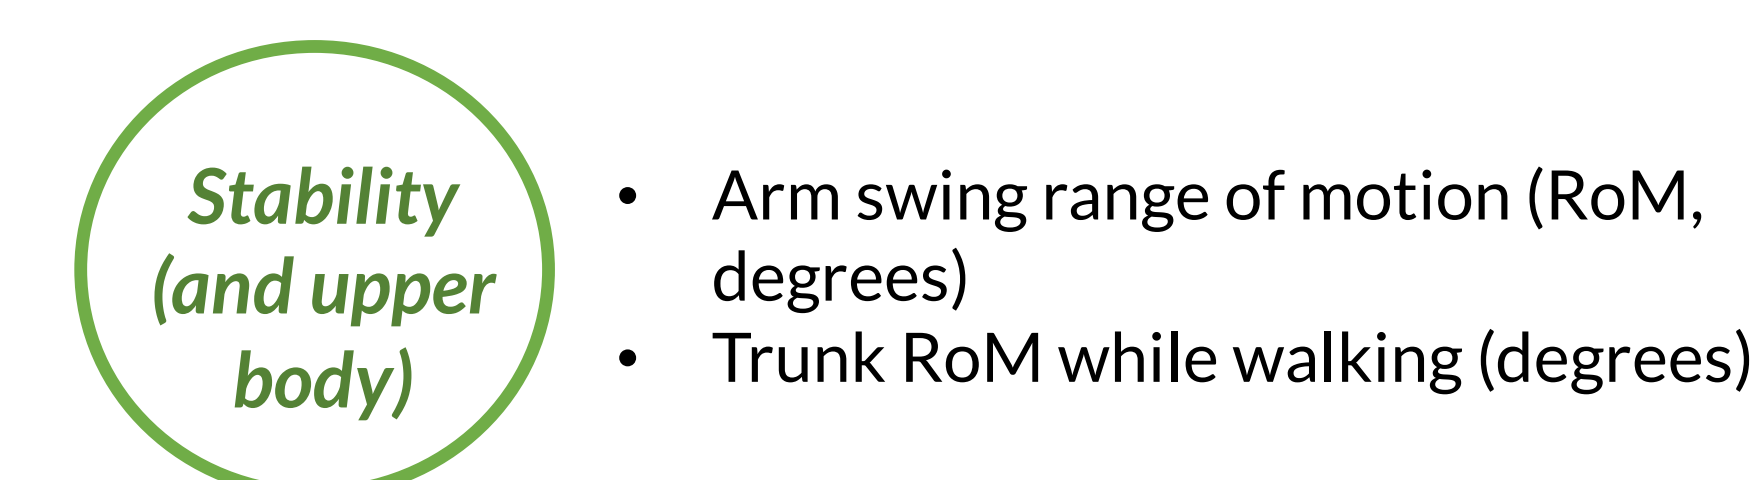 Stability
(and upper
body)
• Arm swing range of motion (RoM,
degrees)
• Trunk RoM while walking (degrees)